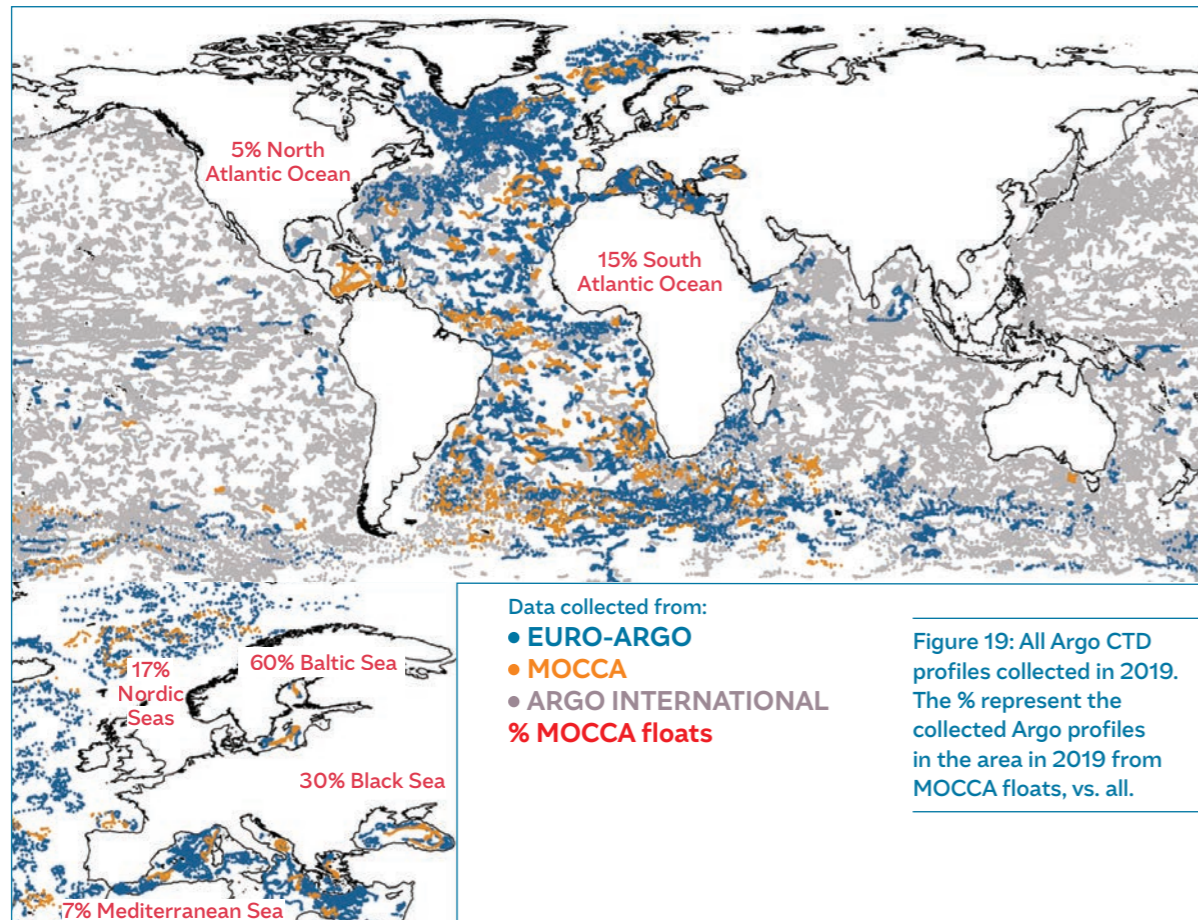 5% North
Atlantic Ocean
15% South
Atlantic Ocean
17%
Nordic
Seas
60% Baltic Sea
30% Black Sea
7% Mediterranean Sea
Data collected from:
• EURO-ARGO
• MOCCA
• ARGO INTERNATIONAL
% MOCCA floats
Figure 19: All Argo CTD
profiles collected in 2019.
The % represent the
collected Argo profiles
in the area in 2019 from
MOCCA floats, vs. all.